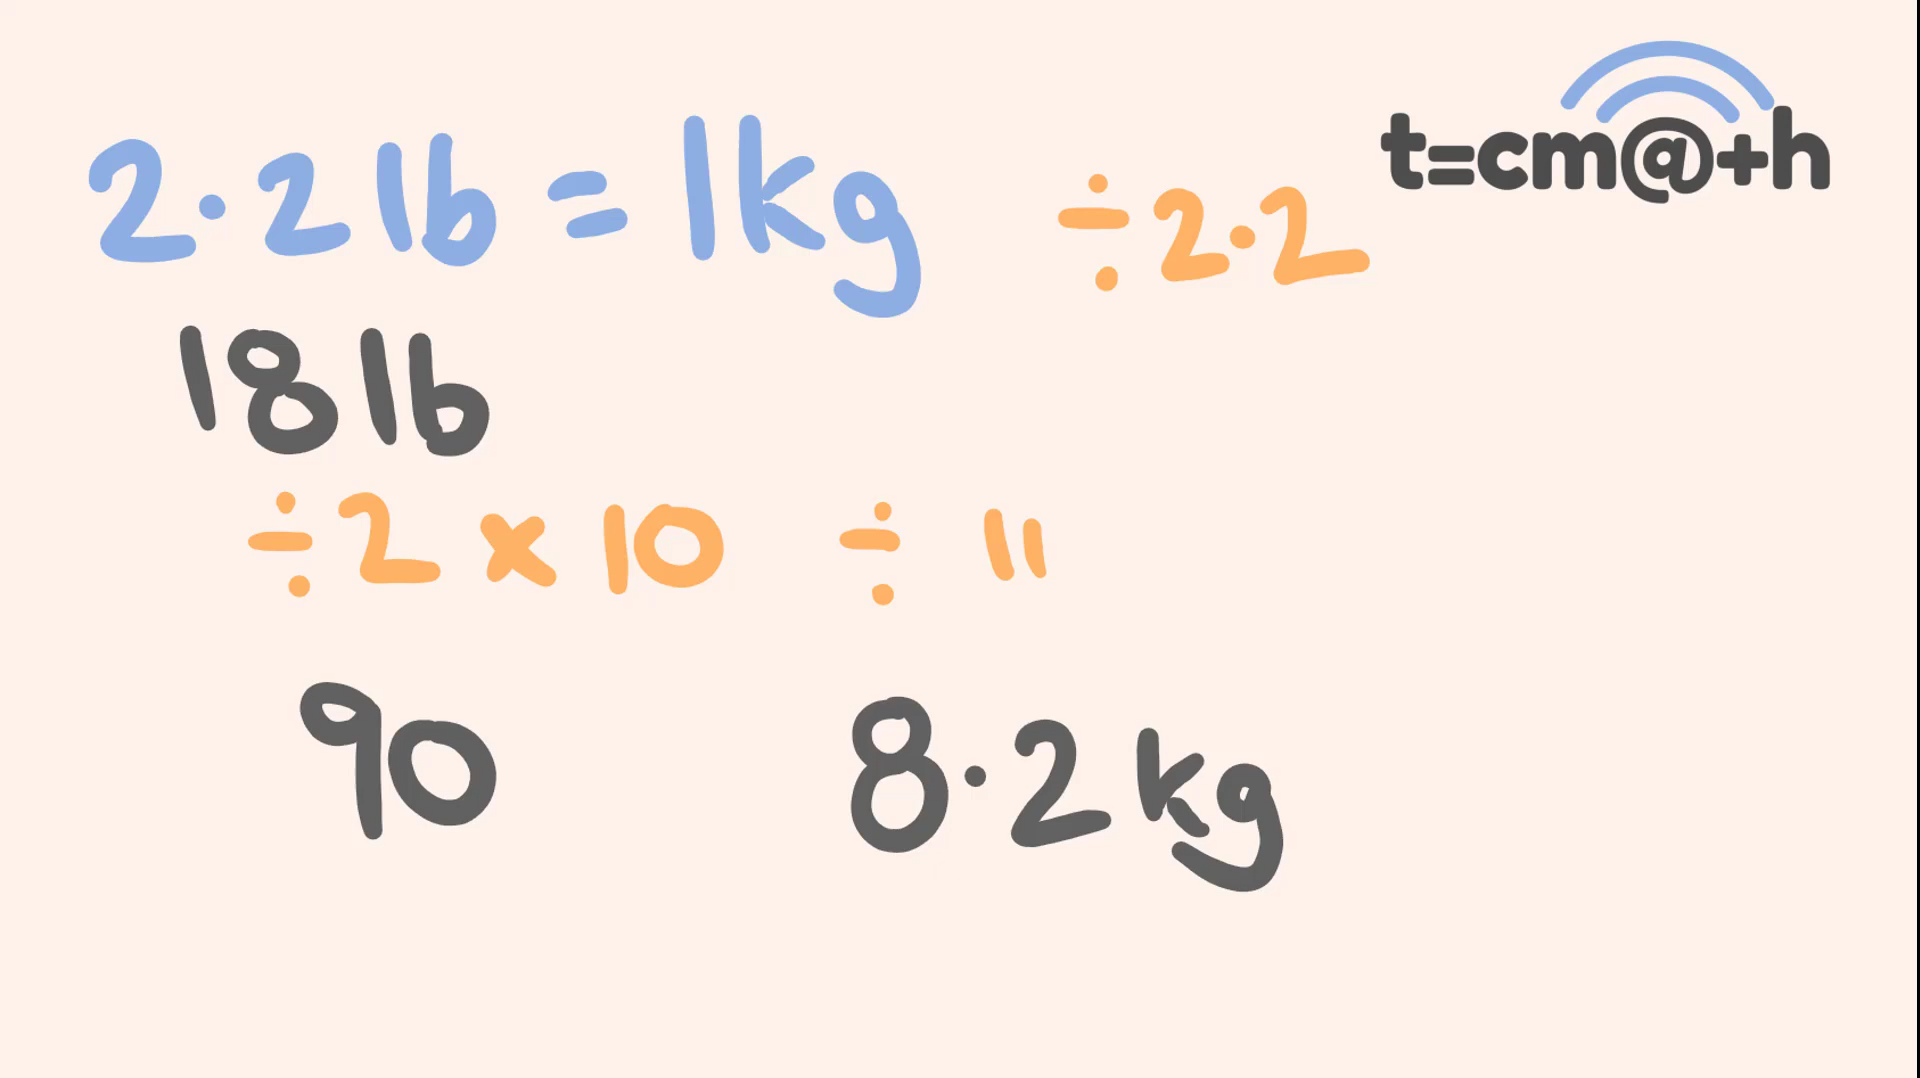 t=cm@+h
2.2lb = 1kg ÷2.2
18lb
÷2 × 10 ÷ 11
90 8.2kg